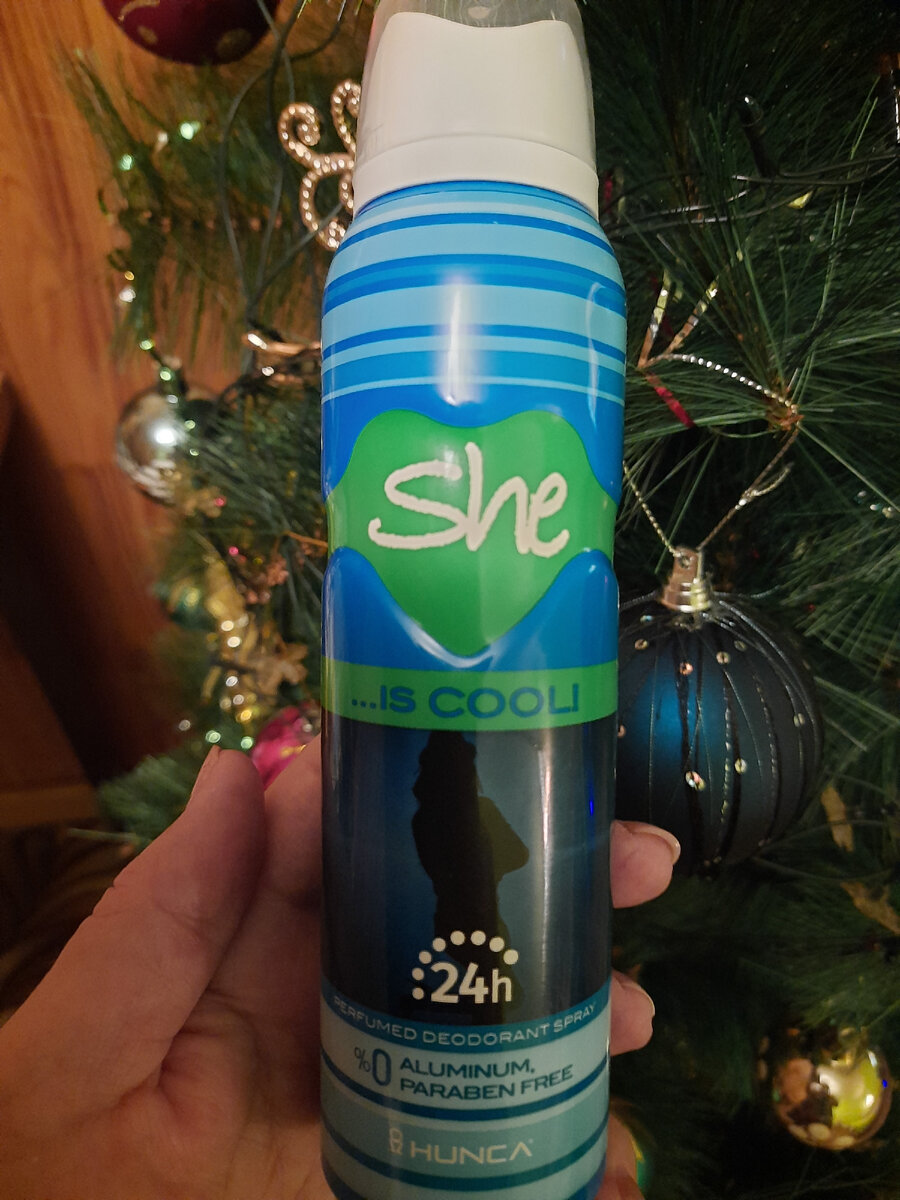 She
...IS COOL!
24h
PERFUMED DEODORANT SPRAY
%0 ALUMINUM,
PARABEN FREE
HUNCA